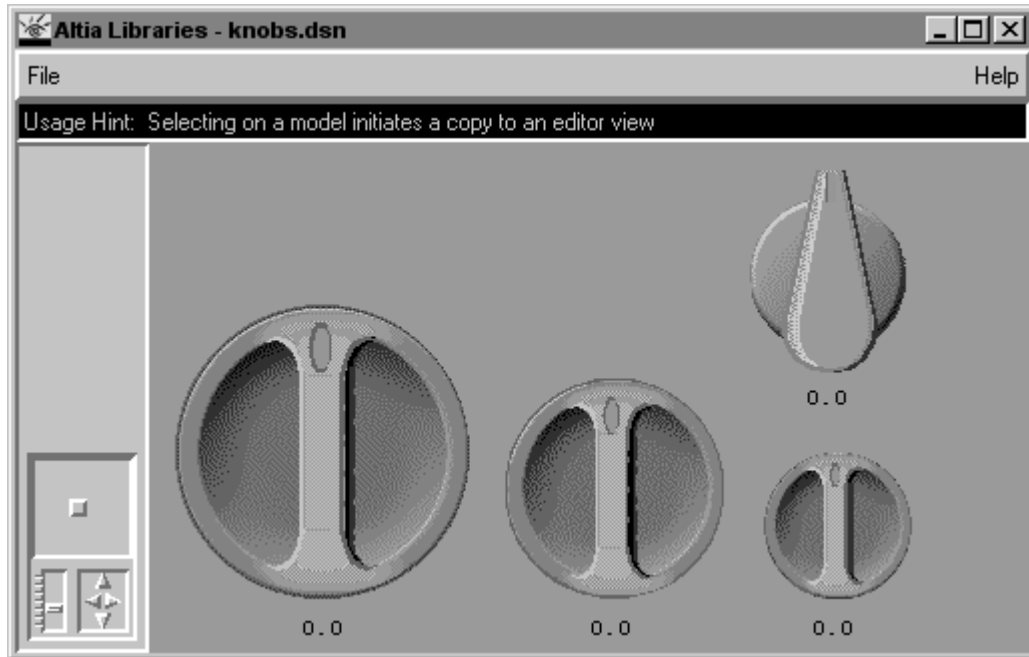 Altia Libraries - knobs.dsn
File Help
Usage Hint: Selecting on a model initiates a copy to an editor view
0.0
0.0 0.0 0.0